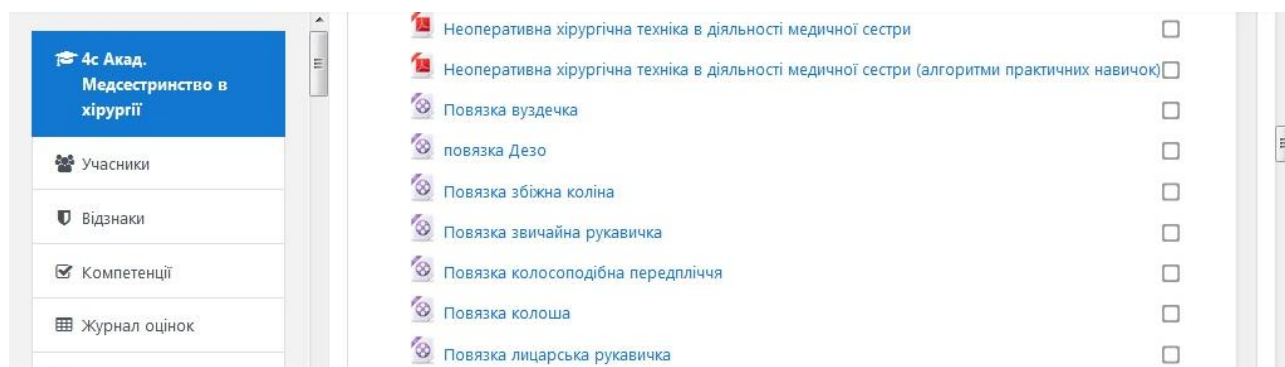 4с Акад.
Медсестринство в
хірургії
Учасники
Відзнаки
Компетенції
Журнал оцінок
Неоперативна хірургічна техніка в діяльності медичної сестри
Неоперативна хірургічна техніка в діяльності медичної сестри (алгоритми практичних навичок)
Повязка вуздечка
повязка Дезо
Повязка збіжна коліна
Повязка звичайна рукавичка
Повязка колосоподібна передпліччя
Повязка колоша
Повязка лицарська рукавичка